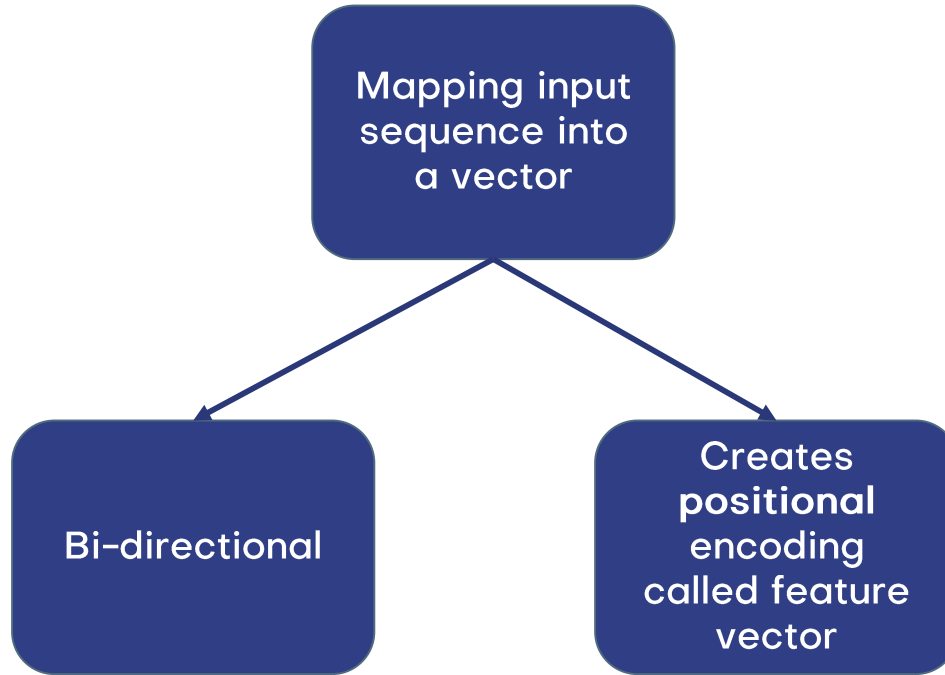 Mapping input
sequence into
a vector
Bi-directional
Creates
positional
encoding
called feature
vector